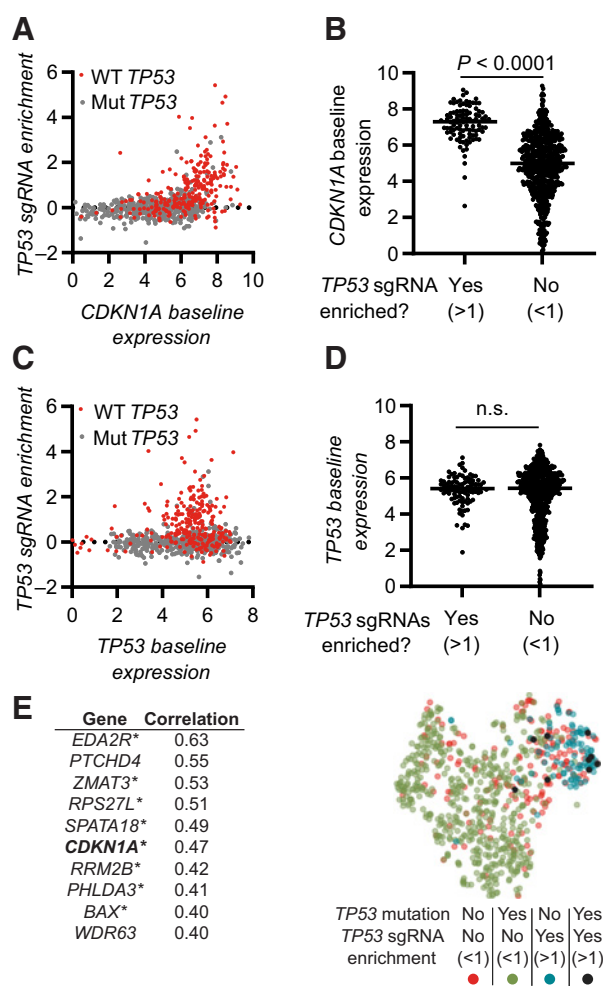 A
TP53 sgRNA enrichment
6
4
2
0
−2
WT TP53
Mut TP53
0 2 4 6 8 10
CDKN1A baseline
expression
B
P < 0.0001
CDKN1A baseline
expression
10
8
6
4
2
0
TP53 sgRNA Yes No
enriched? (>1) (<1)
C
TP53 sgRNA enrichment
6
4
2
0
−2
WT TP53
Mut TP53
0 2 4 6 8
TP53 baseline
expression
D
n.s.
TP53 baseline
expression
10
8
6
4
2
0
TP53 sgRNAs Yes No
enriched? (>1) (<1)
E
Gene Correlation
EDA2R* 0.63
PTCHD4 0.55
ZMAT3* 0.53
RPS27L* 0.51
SPATA18* 0.49
CDKN1A* 0.47
RRM2B* 0.42
PHLDA3* 0.41
BAX* 0.40
WDR63 0.40
TP53 mutation No Yes No Yes
TP53 sgRNA No No Yes Yes
enrichment (<1) (<1) (>1) (>1)